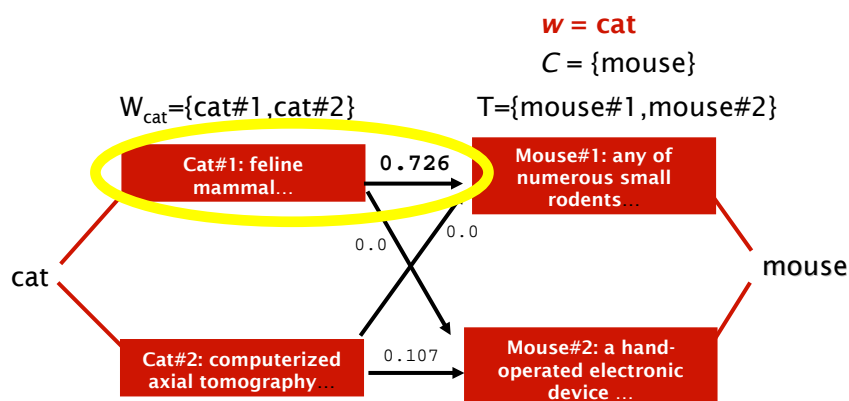 w = cat
C = {mouse}
W_cat={cat#1,cat#2}
T={mouse#1,mouse#2}
Cat#1: feline
mammal…
0.726
Mouse#1: any of
numerous small
rodents…
0.0
0.0
cat
mouse
Cat#2: computerized
axial tomography…
0.107
Mouse#2: a hand-
operated electronic
device …